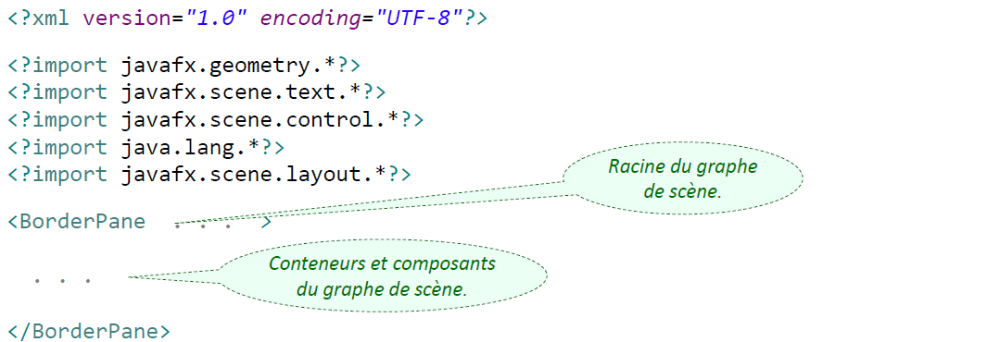 <?xml version="1.0" encoding="UTF-8"?>
<?import javafx.geometry.*?>
<?import javafx.scene.text.*?>
<?import javafx.scene.control.*?>
<?import java.lang.*?>
<?import javafx.scene.layout.*?>
Racine du graphe
de scène.
<BorderPane . . . >
Conteneurs et composants
du graphe de scène.
. . .
</BorderPane>